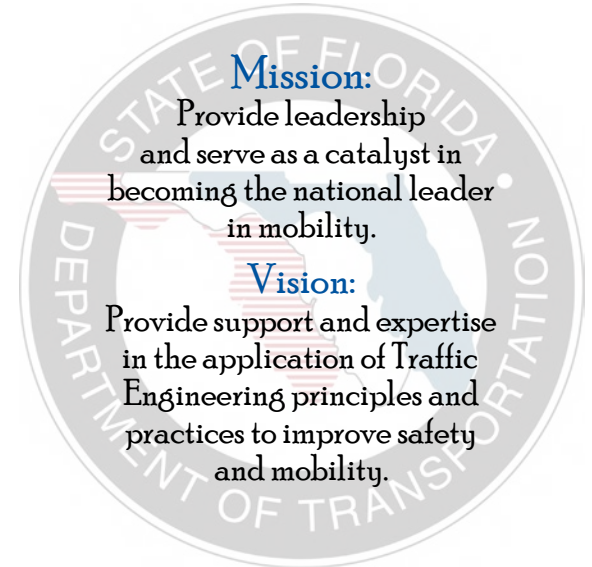 STATE OF FLORIDA
Mission:
Provide leadership
and serve as a catalyst in
becoming the national leader
in mobility.
Vision:
Provide support and expertise
in the application of Traffic
Engineering principles and
practices to improve safety
and mobility.
DEPARTMENT OF TRANSPORTATION